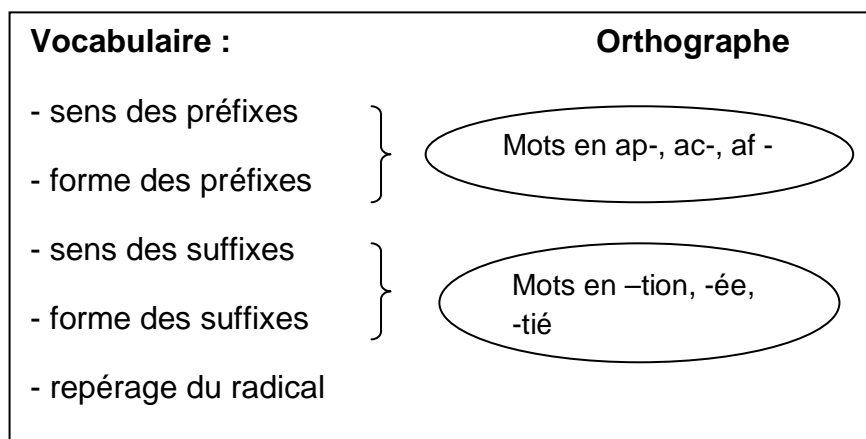 Vocabulaire :
Orthographe
- sens des préfixes
- forme des préfixes
Mots en ap-, ac-, af -
- sens des suffixes
- forme des suffixes
Mots en –tion, -ée,
-tié
- repérage du radical